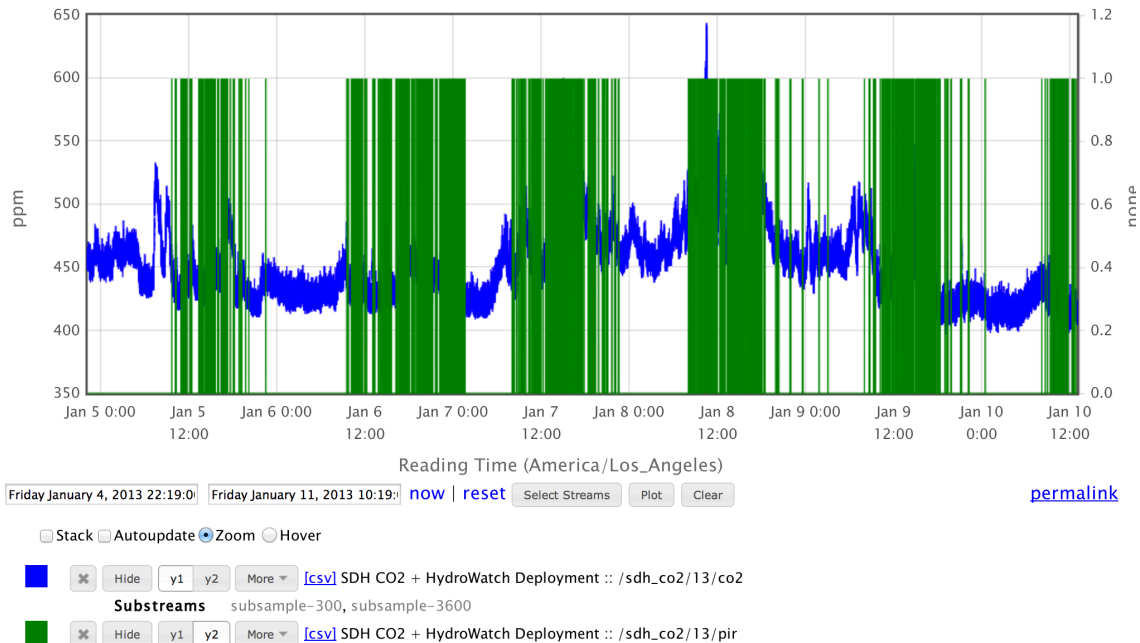 650
600
550
500
450
400
350
ppm
1.2
1.0
0.8
0.6
0.4
0.2
0.0
none
Jan 5 0:00
Jan 5
12:00
Jan 6 0:00
Jan 6
12:00
Jan 7 0:00
Jan 7
12:00
Jan 8 0:00
Jan 8
12:00
Jan 9 0:00
Jan 9
12:00
Jan 10
0:00
Jan 10
12:00
Reading Time (America/Los_Angeles)
Friday January 4, 2013 22:19:0 Friday January 11, 2013 10:19: now | reset Select Streams Plot Clear permalink
Stack Autoupdate Zoom Hover
✖ Hide y1 y2 More ▼ [csv] SDH CO2 + HydroWatch Deployment :: /sdh_co2/13/co2
Substreams subsample-300, subsample-3600
✖ Hide y1 y2 More ▼ [csv] SDH CO2 + HydroWatch Deployment :: /sdh_co2/13/pir